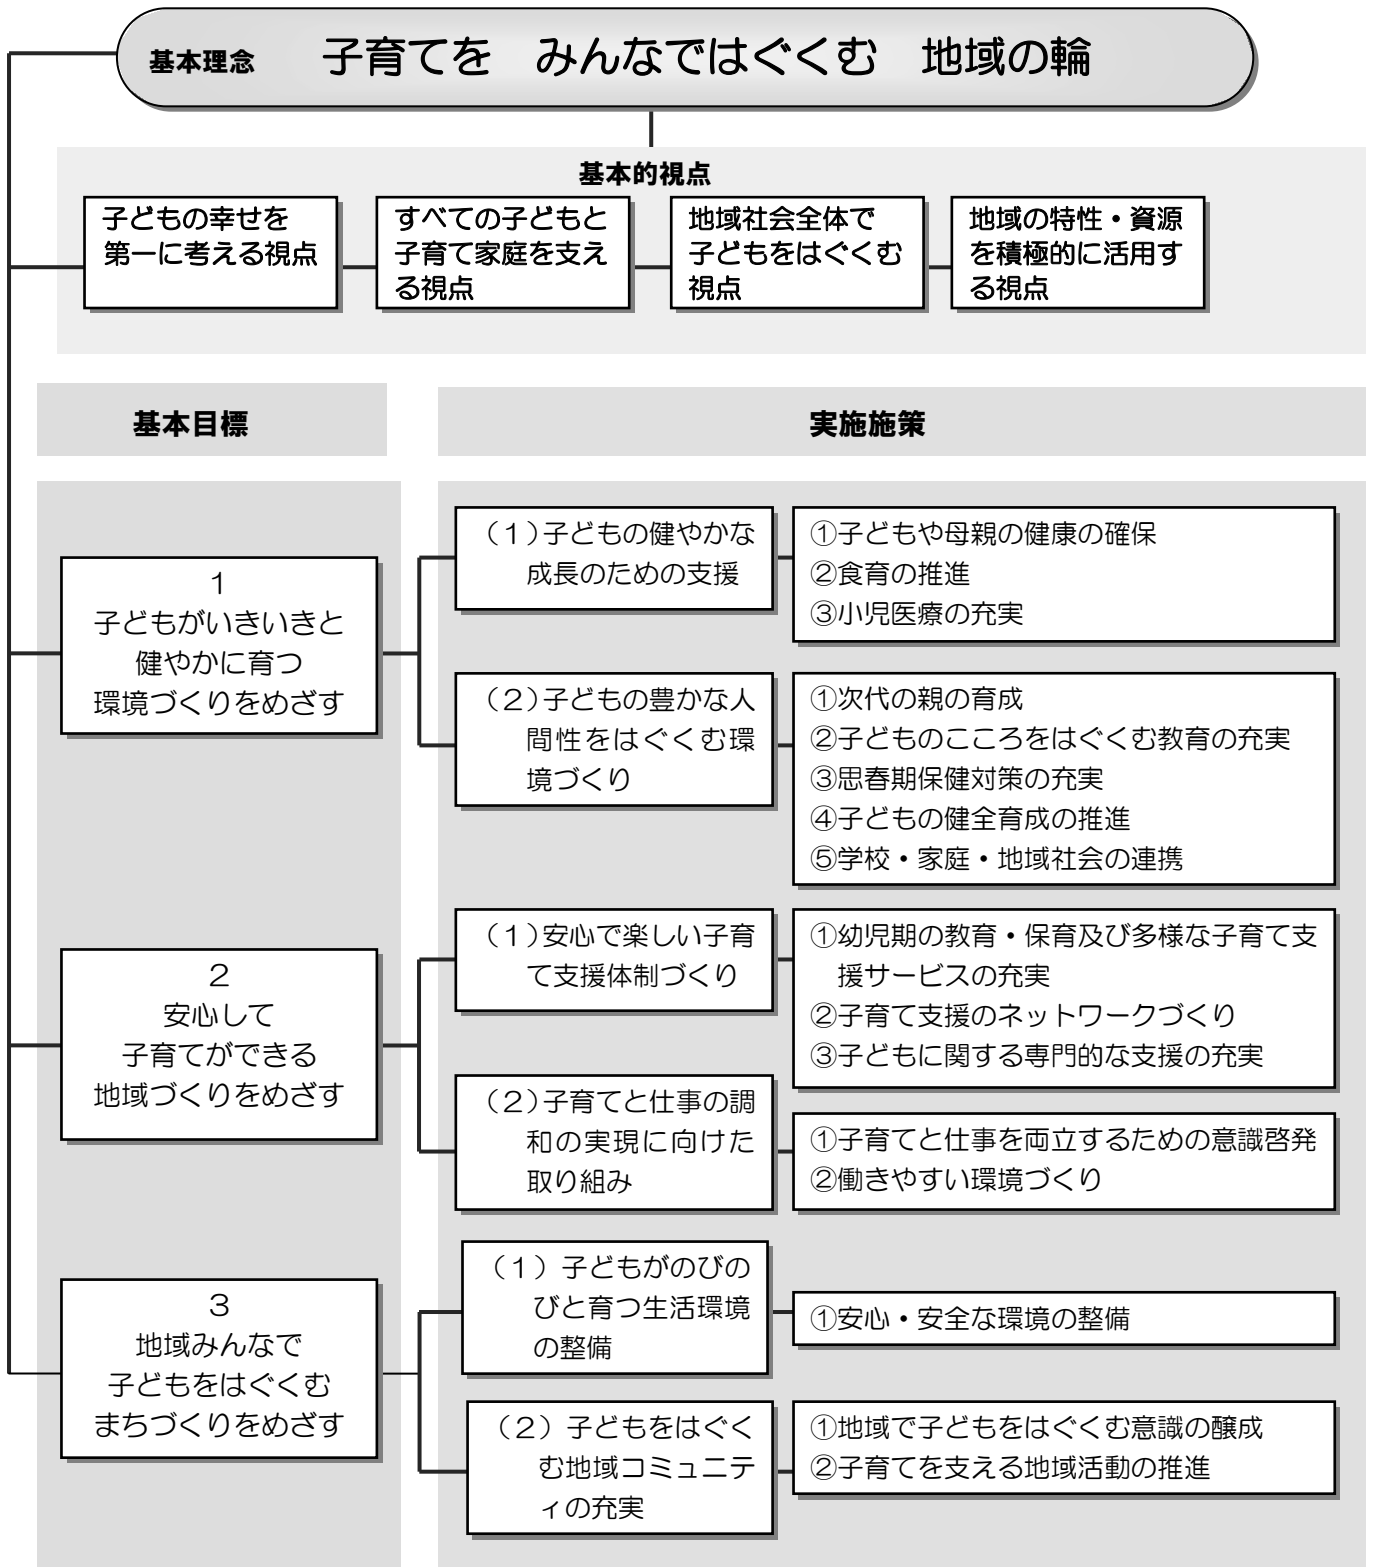 基本理念 子育てを みんなではぐくむ 地域の輪
基本的視点
子どもの幸せを
第一に考える視点
すべての子どもと
子育て家庭を支え
る視点
地域社会全体で
子どもをはぐくむ
視点
地域の特性・資源
を積極的に活用す
る視点
基本目標
実施施策
1
子どもがいきいきと
健やかに育つ
環境づくりをめざす
（1）子どもの健やかな
成長のための支援
①子どもや母親の健康の確保
②食育の推進
③小児医療の充実
（2）子どもの豊かな人
間性をはぐくむ環
境づくり
①次代の親の育成
②子どものこころをはぐくむ教育の充実
③思春期保健対策の充実
④子どもの健全育成の推進
⑤学校・家庭・地域社会の連携
2
安心して
子育てができる
地域づくりをめざす
（1）安心で楽しい子育
て支援体制づくり
①幼児期の教育・保育及び多様な子育て支
援サービスの充実
②子育て支援のネットワークづくり
③子どもに関する専門的な支援の充実
（2）子育てと仕事の調
和の実現に向けた
取り組み
①子育てと仕事を両立するための意識啓発
②働きやすい環境づくり
3
地域みんなで
子どもをはぐくむ
まちづくりをめざす
（1）子どもがのびの
びと育つ生活環境
の整備
①安心・安全な環境の整備
（2）子どもをはぐく
む地域コミュニテ
ィの充実
①地域で子どもをはぐくむ意識の醸成
②子育てを支える地域活動の推進